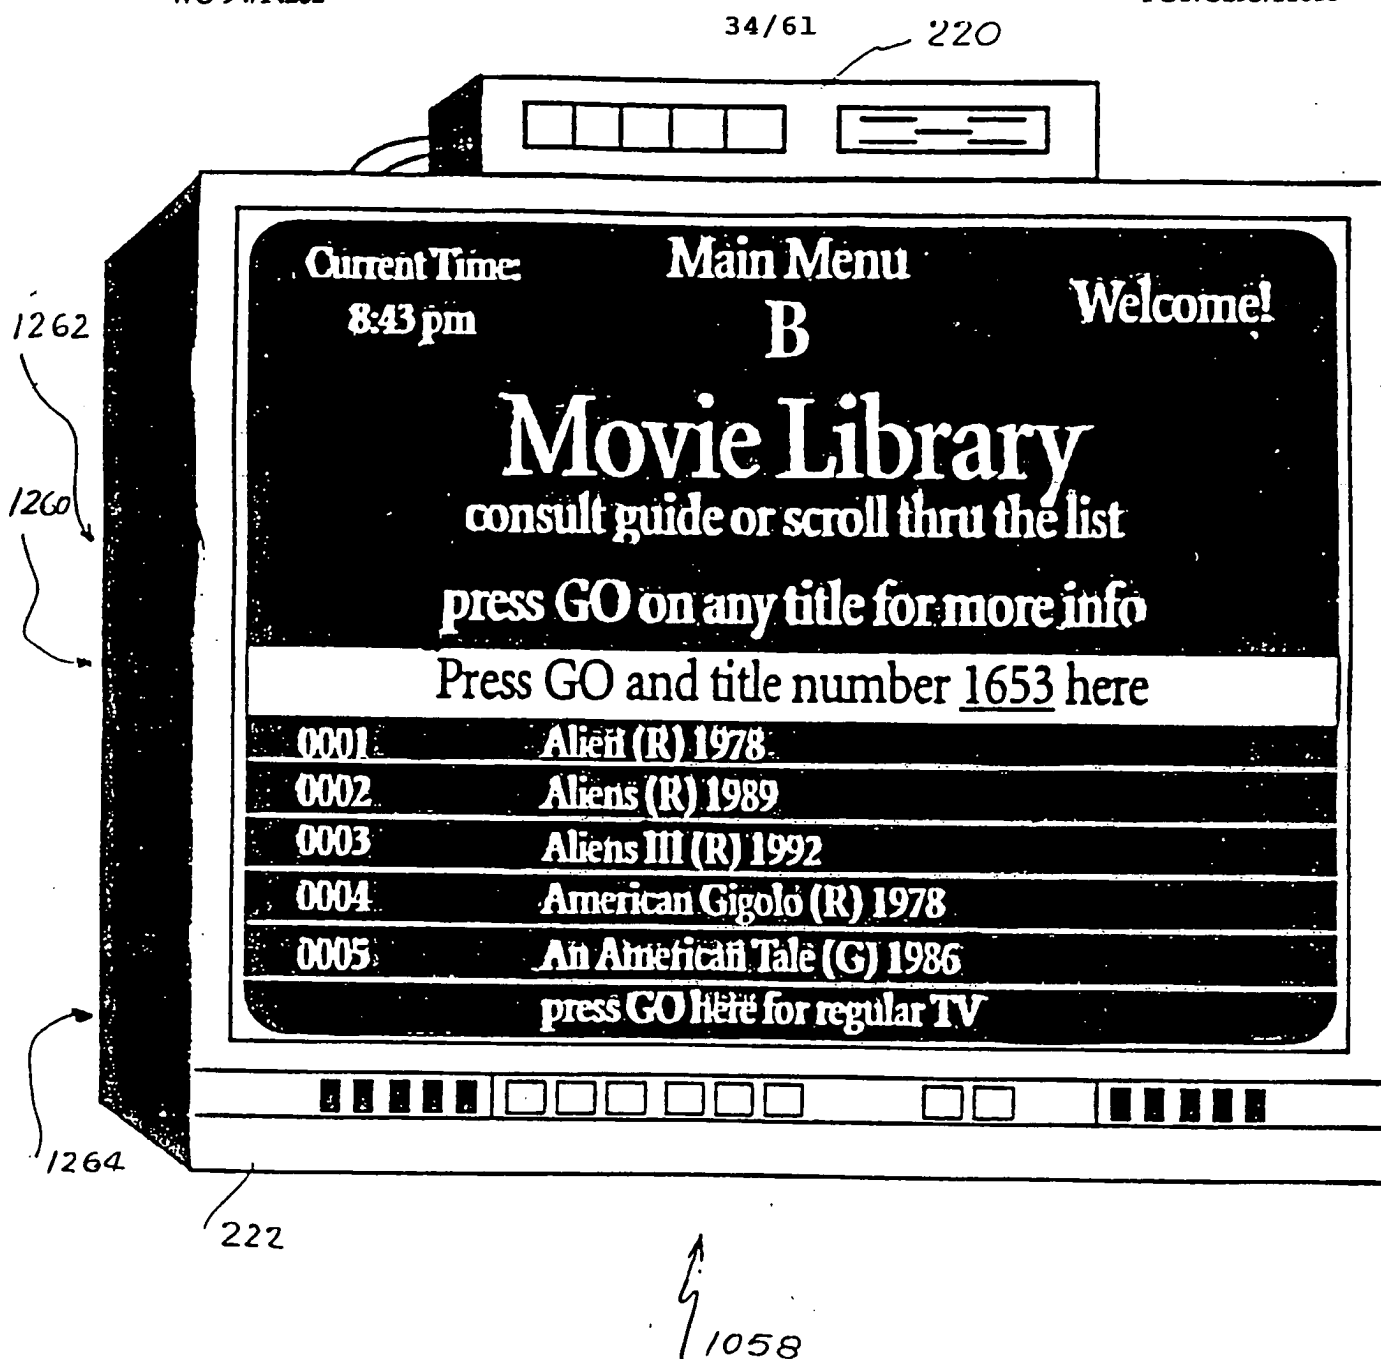 34/61
220
Current Time:
8:43 pm
Main Menu
B
Welcome!
Movie Library
consult guide or scroll thru the list
press GO on any title for more info
Press GO and title number 1653 here
0001 Alien (R) 1978
0002 Aliens (R) 1989
0003 Aliens III (R) 1992
0004 American Gigolo (R) 1978
0005 An American Tale (G) 1986
press GO here for regular TV
1262
1260
1264
222
1058